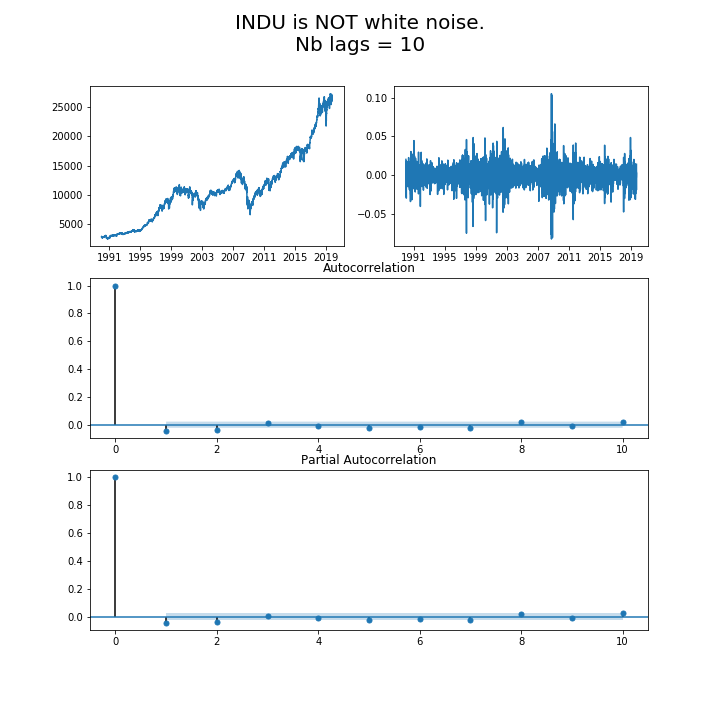 INDU is NOT white noise.
Nb lags = 10
25000
20000
15000
10000
5000
1991 1995 1999 2003 2007 2011 2015 2019
0.10
0.05
0.00
−0.05
1991 1995 1999 2003 2007 2011 2015 2019
Autocorrelation
1.0
0.8
0.6
0.4
0.2
0.0
0 2 4 6 8 10
Partial Autocorrelation
1.0
0.8
0.6
0.4
0.2
0.0
0 2 4 6 8 10